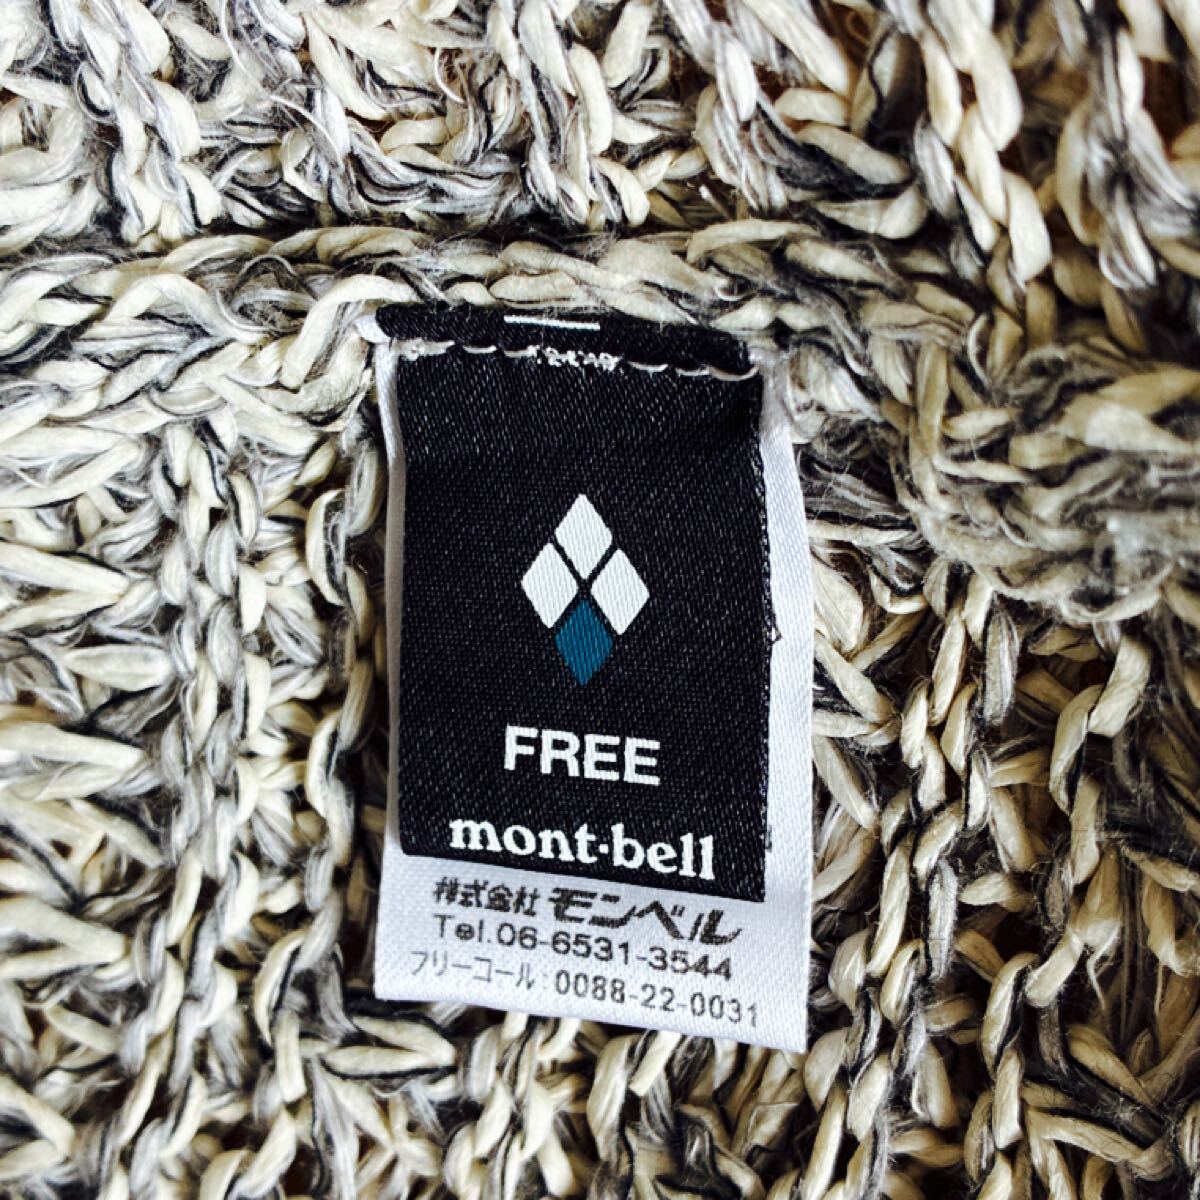 FREE
mont·bell
株式会社 モンベル
Tel.06-6531-3544
フリーコール:0088-22-0031